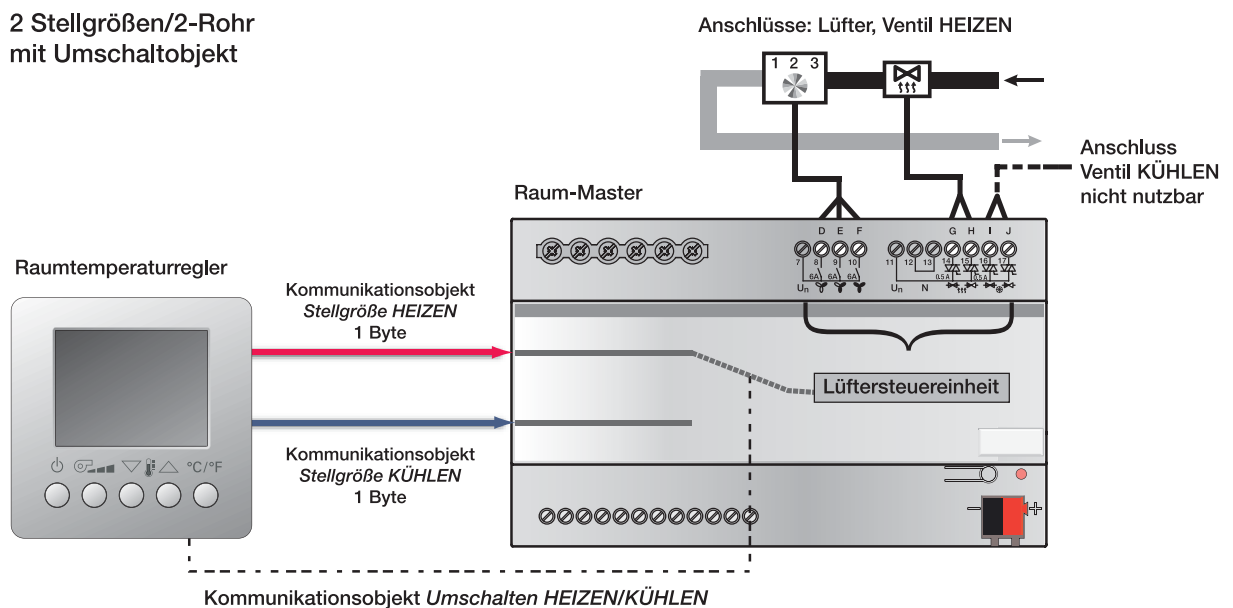 2 Stellgrößen/2-Rohr
mit Umschaltobjekt
Anschlüsse: Lüfter, Ventil HEIZEN
1 2 3
Anschluss
Ventil KÜHLEN
nicht nutzbar
Raum-Master
D E F G H I J
7 8 9 10 11 12 13 14 15 16 17
6A 6A 6A 0.5 A 0.5 A
Un Un N
Raumtemperaturregler
Kommunikationsobjekt
Stellgröße HEIZEN
1 Byte
Lüftersteuereinheit
Kommunikationsobjekt
Stellgröße KÜHLEN
1 Byte
°C/°F
– +
Kommunikationsobjekt Umschalten HEIZEN/KÜHLEN